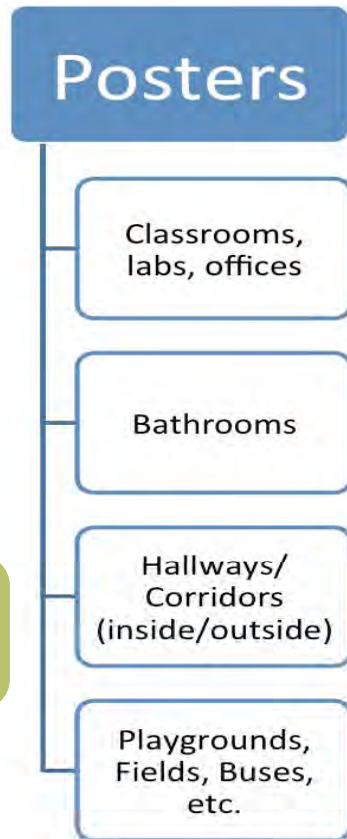 Posters
Classrooms,
labs, offices
Bathrooms
Hallways/
Corridors
(inside/outside)
Playgrounds,
Fields, Buses,
etc.